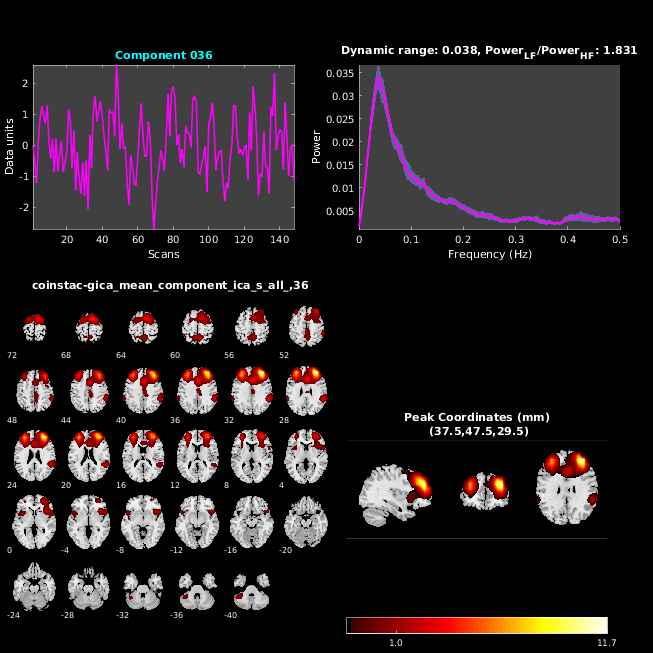 Component 036
Data units
2
1
0
-1
-2
20 40 60 80 100 120 140
Scans
Dynamic range: 0.038, Power_LF/Power_HF: 1.831
Power
0.035
0.03
0.025
0.02
0.015
0.01
0.005
0 0.1 0.2 0.3 0.4 0.5
Frequency (Hz)
coinstac-gica_mean_component_ica_s_all_,36
72 68 64 60 56 52
48 44 40 36 32 28
24 20 16 12 8 4
0 -4 -8 -12 -16 -20
-24 -28 -32 -36 -40
Peak Coordinates (mm)
(37.5,47.5,29.5)
1.0 11.7